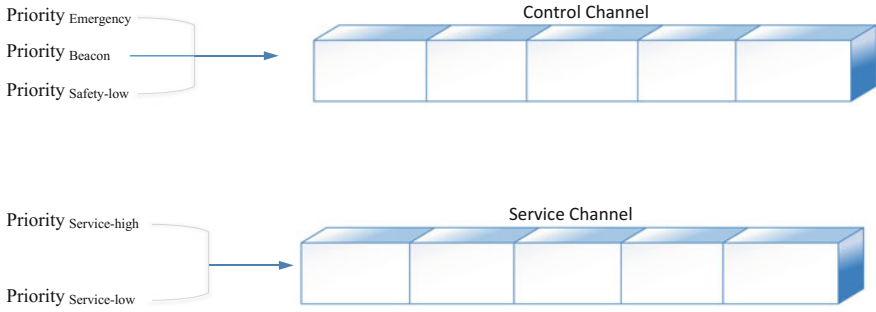 Control Channel
Priority Emergency
Priority Beacon
Priority Safety-low
Service Channel
Priority Service-high
Priority Service-low